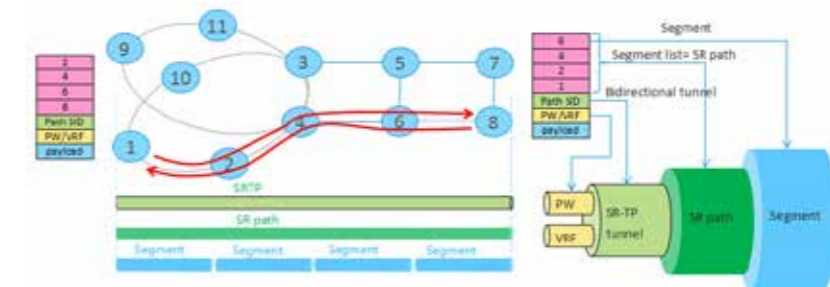 2
4
6
8
Path SID
PW/VRF
payload
11
9
10
3
5
7
1
2
4
6
8
SRTP
SR path
Segment
Segment
Segment
Segment
6
4
2
1
Path SID
PW/VRF
payload
Segment
Segment list= SR path
Bidirectional tunnel
PW
VRF
SR-TP
tunnel
SR path
Segment